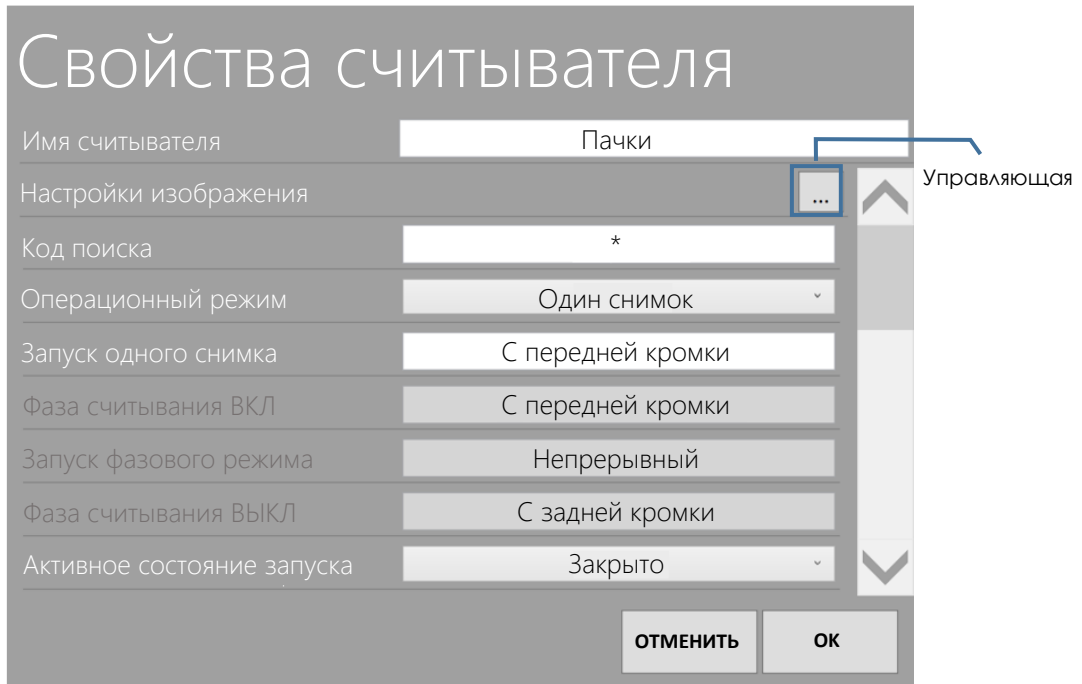 Свойства считывателя
Имя считывателя Пачки
Управляющая
Настройки изображения ...
Код поиска *
Операционный режим Один снимок
Запуск одного снимка С передней кромки
Фаза считывания ВКЛ С передней кромки
Запуск фазового режима Непрерывный
Фаза считывания ВЫКЛ С задней кромки
Активное состояние запуска Закрыто
ОТМЕНИТЬ ОК